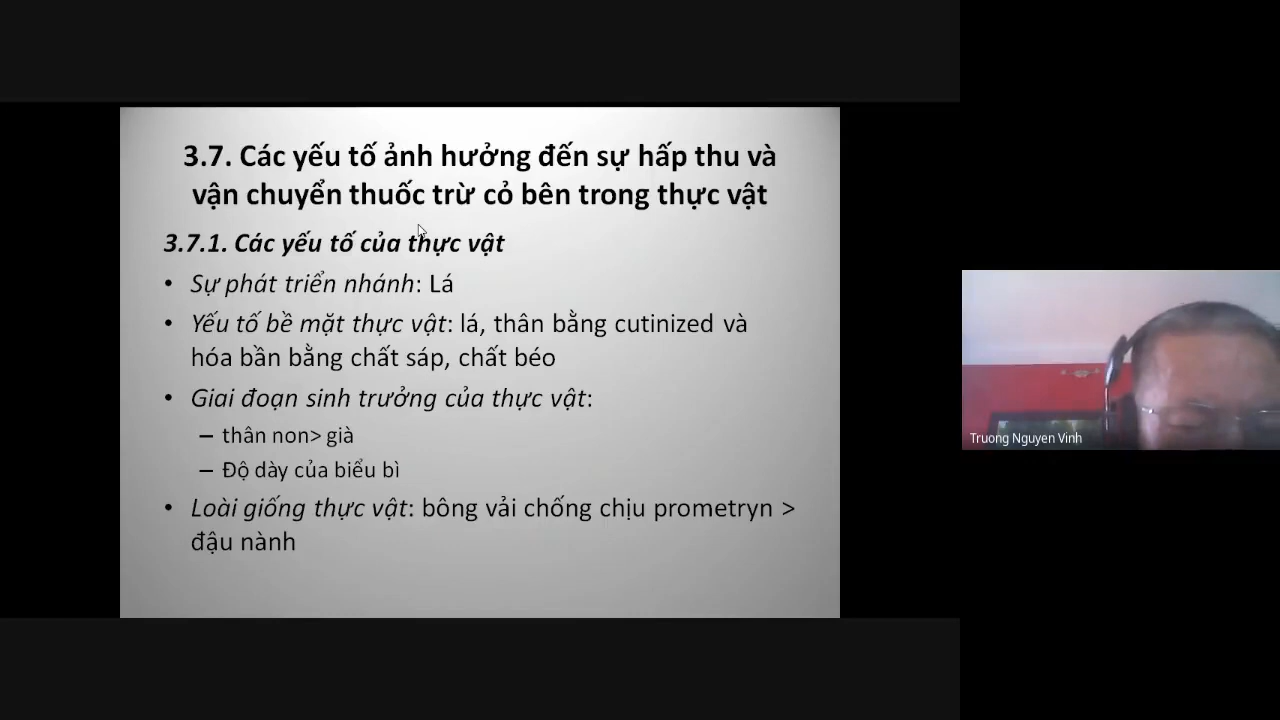 3.7. Các yếu tố ảnh hưởng đến sự hấp thu và
vận chuyển thuốc trừ cỏ bên trong thực vật
3.7.1. Các yếu tố của thực vật
• Sự phát triển nhánh: Lá
• Yếu tố bề mặt thực vật: lá, thân bằng cutinized và
hóa bần bằng chất sáp, chất béo
• Giai đoạn sinh trưởng của thực vật:
– thân non> già
– Độ dày của biểu bì
• Loài giống thực vật: bông vải chống chịu prometryn >
đậu nành
Truong Nguyen Vinh